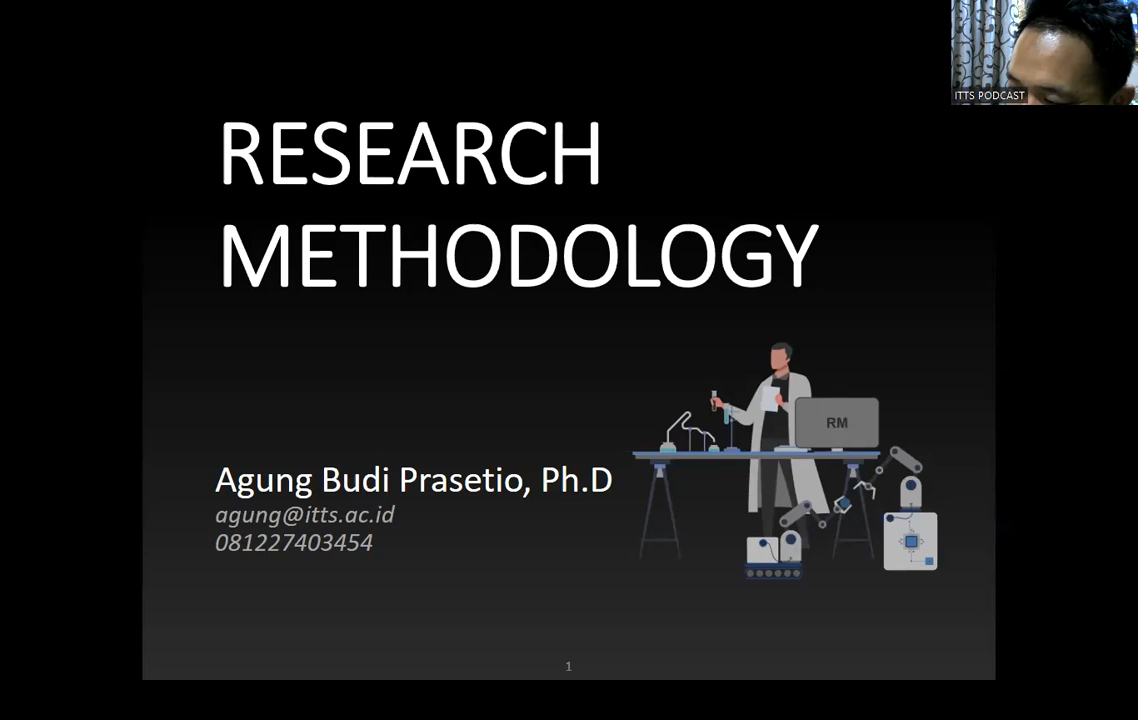 ITTS PODCAST
RESEARCH
METHODOLOGY
RM
Agung Budi Prasetio, Ph.D
agung@itts.ac.id
081227403454
1